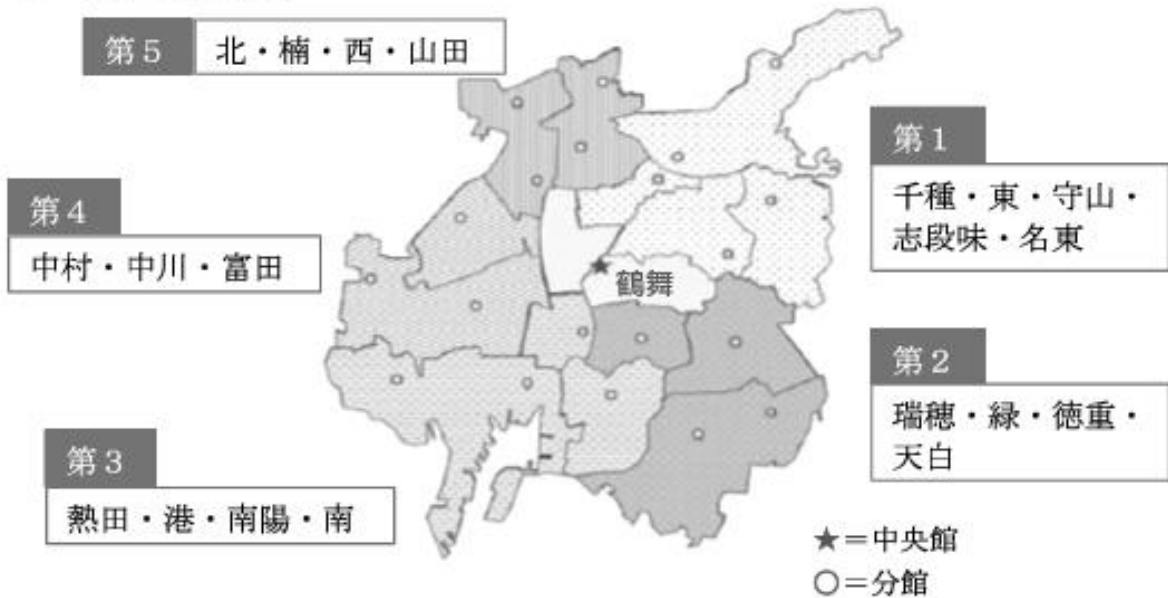 第5
北・楠・西・山田
第1
千種・東・守山・
志段味・名東
第4
中村・中川・富田
鶴舞
第2
瑞穂・緑・徳重・
天白
第3
熱田・港・南陽・南
★＝中央館
○＝分館